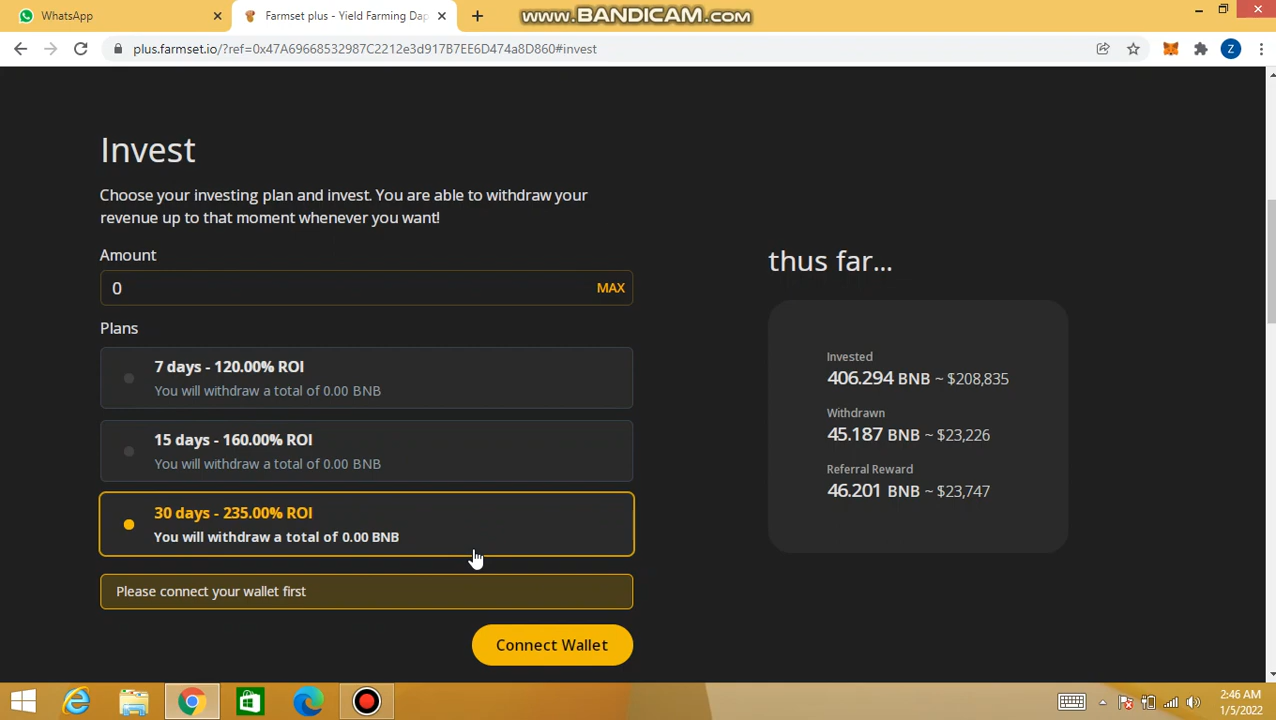 WhatsApp
Farmset plus - Yield Farming Dap
www.BANDICAM.com
plus.farmset.io/?ref=0x47A69668532987C2212e3d917B7EE6D474a8D860#invest
Z
Invest
Choose your investing plan and invest. You are able to withdraw your
revenue up to that moment whenever you want!
Amount
0
MAX
Plans
7 days - 120.00% ROI
You will withdraw a total of 0.00 BNB
15 days - 160.00% ROI
You will withdraw a total of 0.00 BNB
30 days - 235.00% ROI
You will withdraw a total of 0.00 BNB
Please connect your wallet first
Connect Wallet
thus far...
Invested
406.294 BNB ~ $208,835
Withdrawn
45.187 BNB ~ $23,226
Referral Reward
46.201 BNB ~ $23,747
2:46 AM
1/5/2022